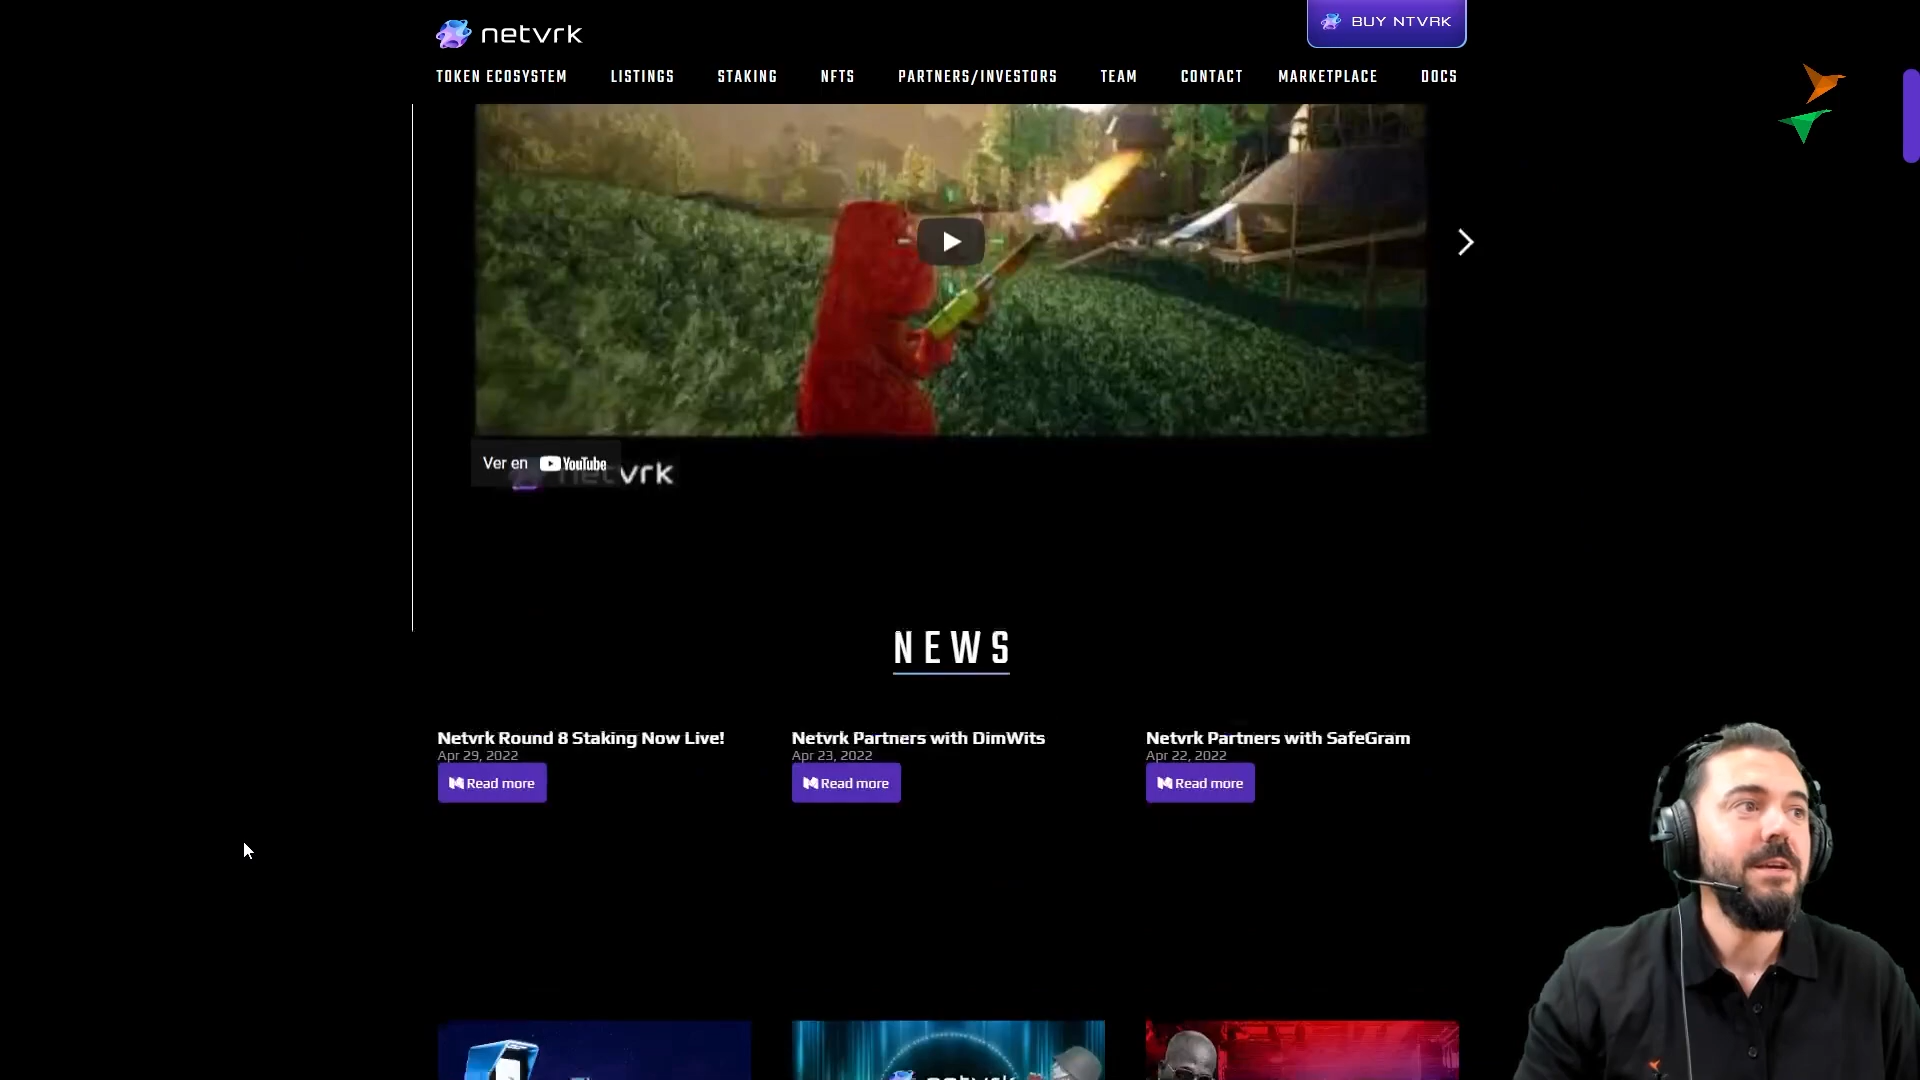 netvrk
BUY NTVRK
TOKEN ECOSYSTEM LISTINGS STAKING NFTS PARTNERS/INVESTORS TEAM CONTACT MARKETPLACE DOCS
Ver en YouTube
netvrk
NEWS
Netvrk Round 8 Staking Now Live!
Apr 29, 2022
Read more
Netvrk Partners with DimWits
Apr 23, 2022
Read more
Netvrk Partners with SafeGram
Apr 22, 2022
Read more
netvrk